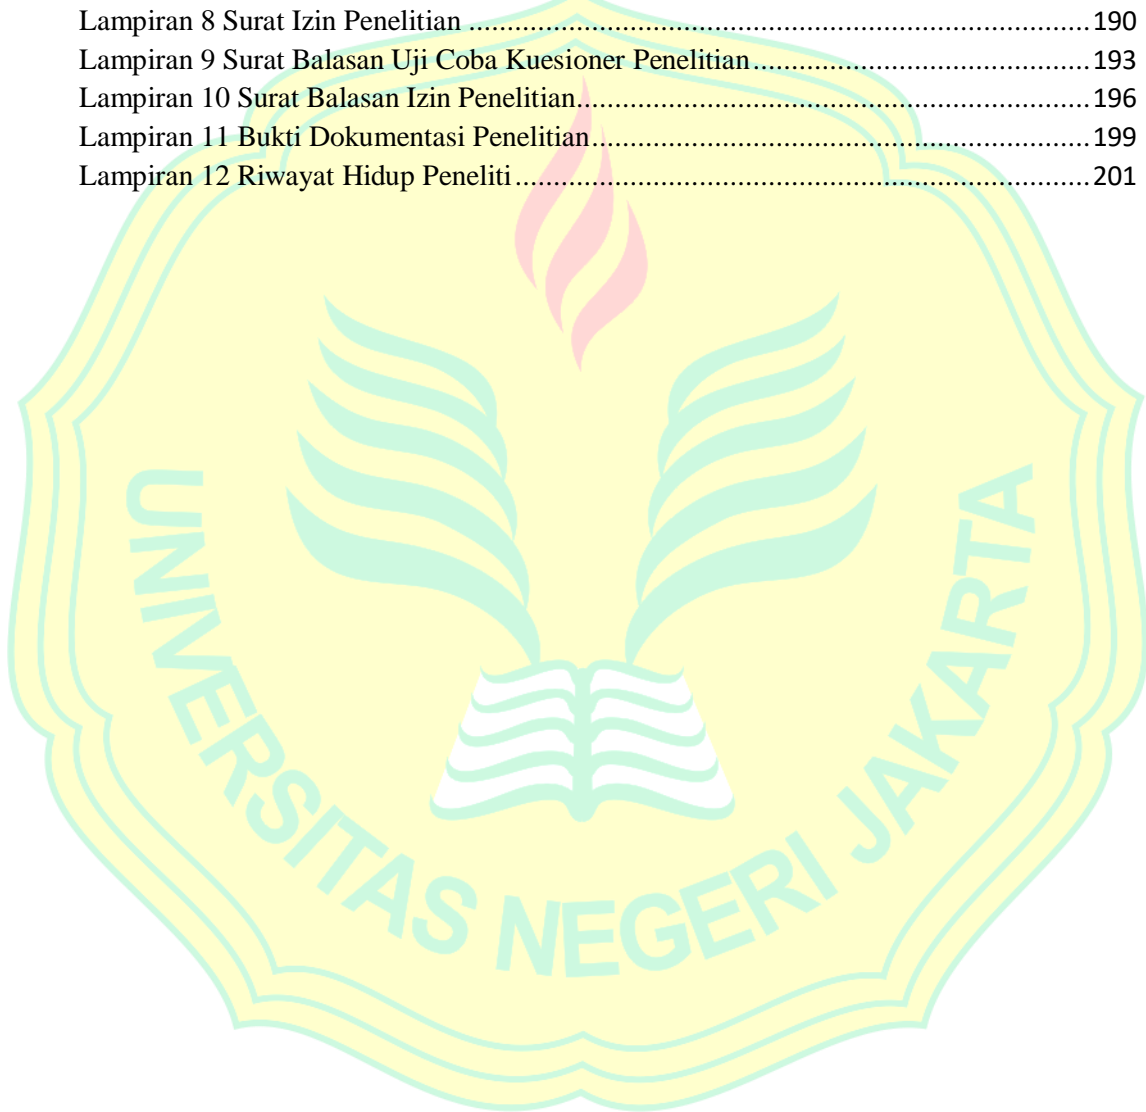 Lampiran 8 Surat Izin Penelitian ........................................................................................ 190
Lampiran 9 Surat Balasan Uji Coba Kuesioner Penelitian ................................................ 193
Lampiran 10 Surat Balasan Izin Penelitian ........................................................................ 196
Lampiran 11 Bukti Dokumentasi Penelitian ...................................................................... 199
Lampiran 12 Riwayat Hidup Peneliti ................................................................................. 201
UNIVERSITAS NEGERI JAKARTA